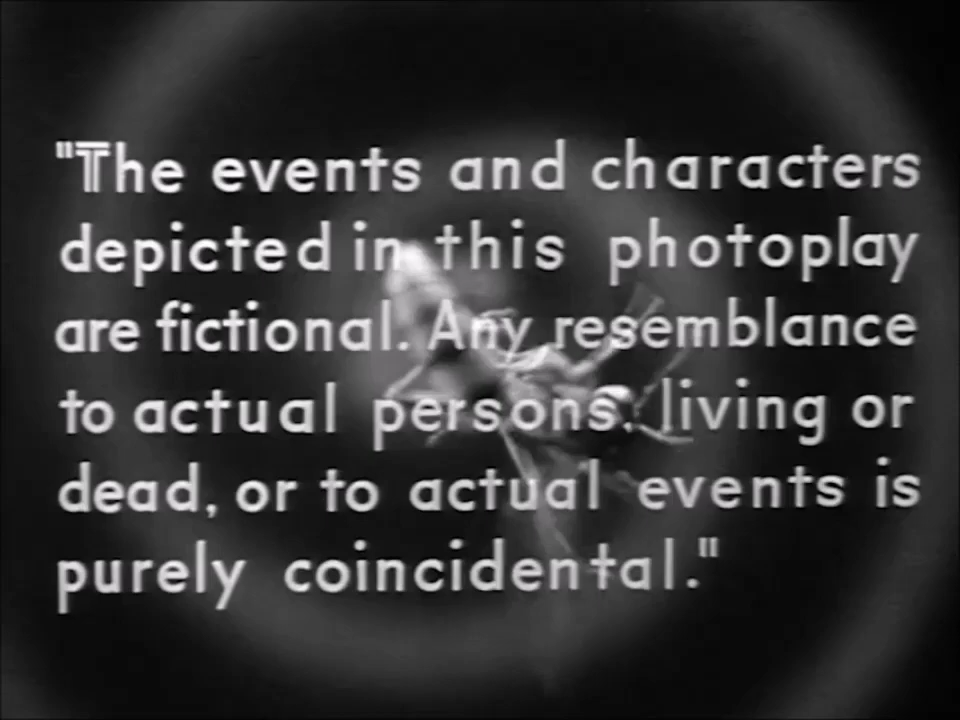 "The events and characters
depicted in this photoplay
are fictional. Any resemblance
to actual persons, living or
dead, or to actual events is
purely coincidental."